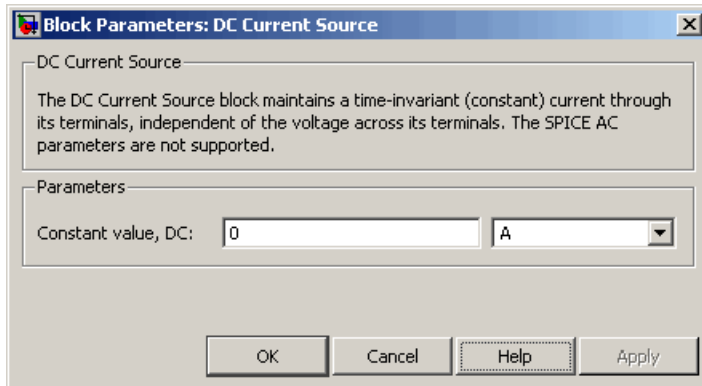 Block Parameters: DC Current Source
DC Current Source
The DC Current Source block maintains a time-invariant (constant) current through
its terminals, independent of the voltage across its terminals. The SPICE AC
parameters are not supported.
Parameters
Constant value, DC: 0 A
OK Cancel Help Apply